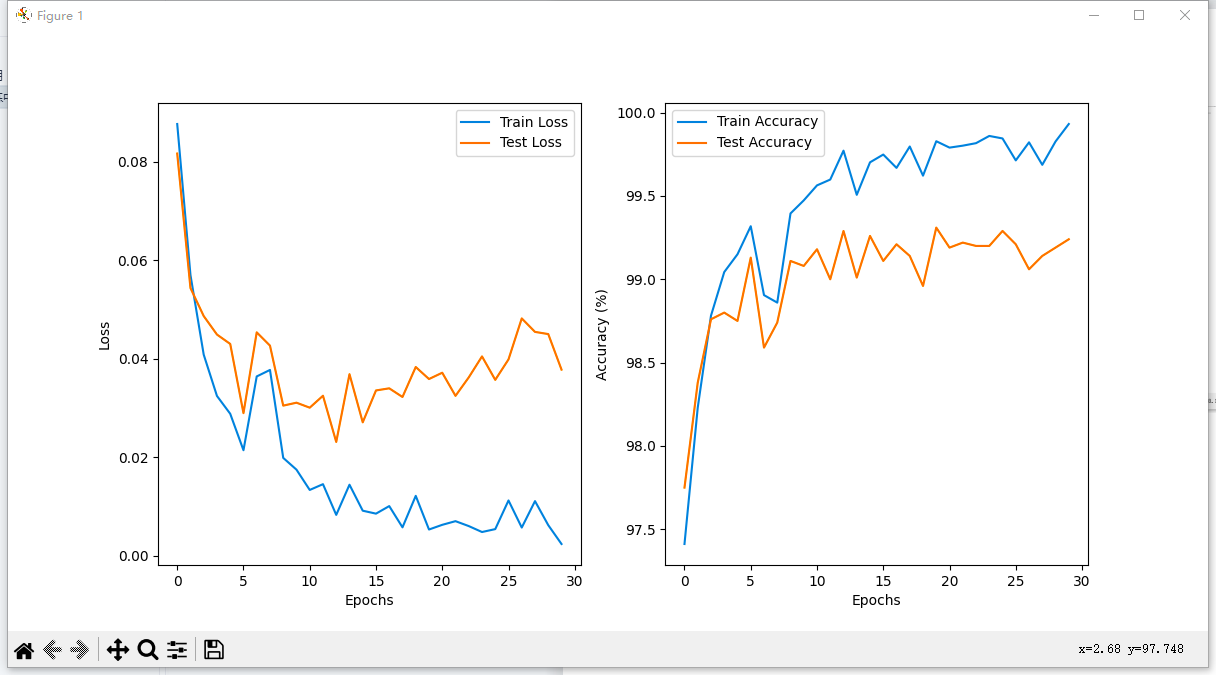 Figure 1
Train Loss
Test Loss
0.08
0.06
0.04
0.02
0.00
Loss
0 5 10 15 20 25 30
Epochs
Train Accuracy
Test Accuracy
100.0
99.5
99.0
98.5
98.0
97.5
Accuracy (%)
0 5 10 15 20 25 30
Epochs
x=2.68 y=97.748